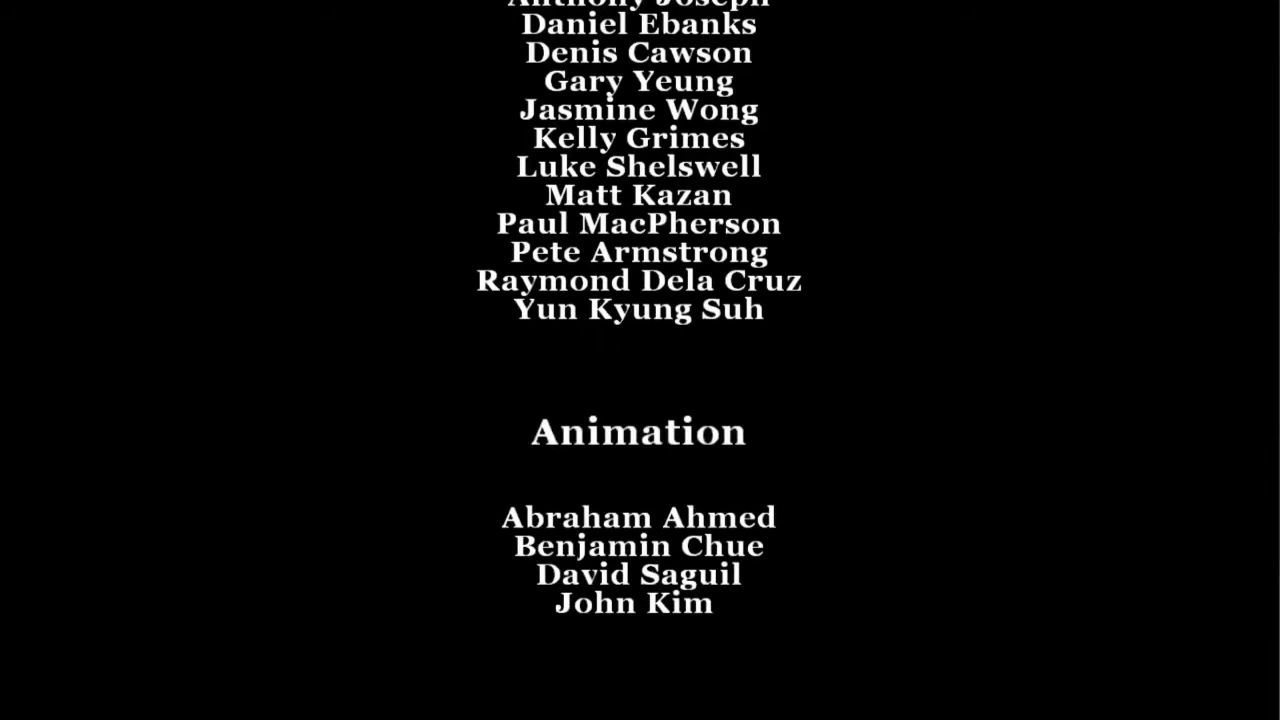 Anthony Joseph
Daniel Ebanks
Denis Cawson
Gary Yeung
Jasmine Wong
Kelly Grimes
Luke Shelswell
Matt Kazan
Paul MacPherson
Pete Armstrong
Raymond Dela Cruz
Yun Kyung Suh
Animation
Abraham Ahmed
Benjamin Chue
David Saguil
John Kim